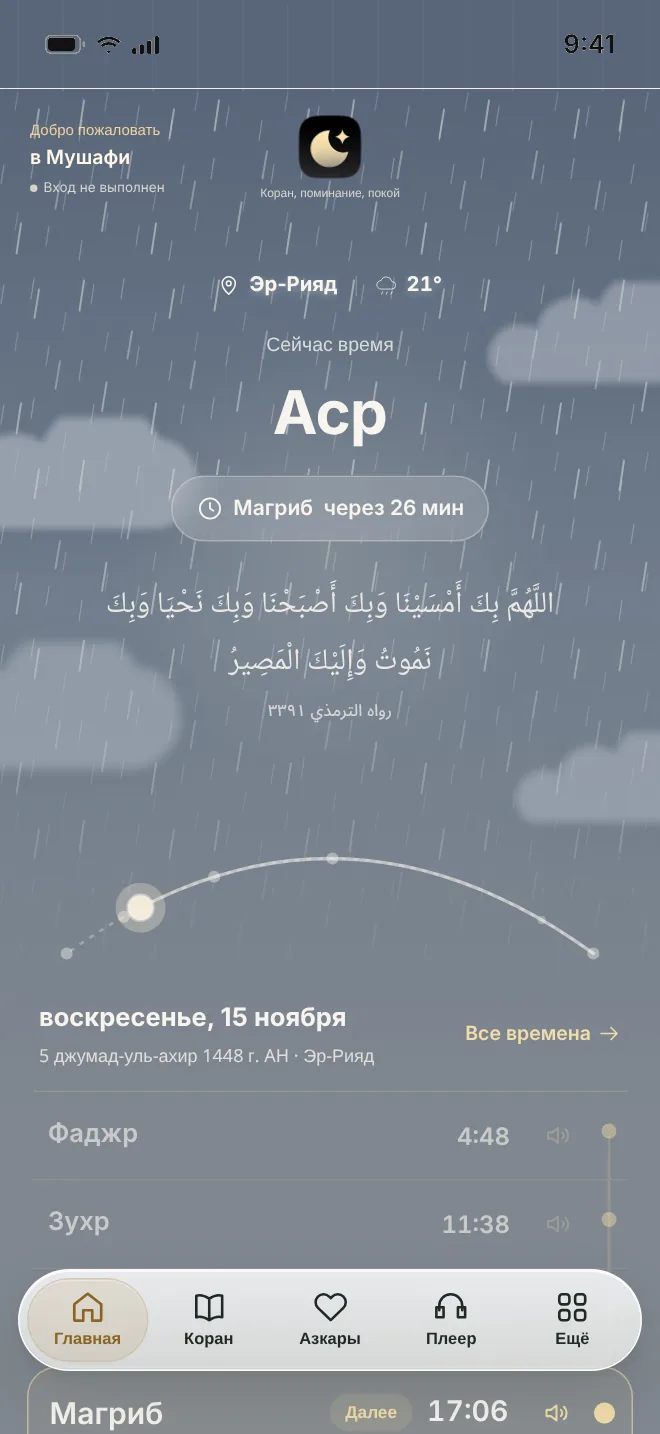 9:41
Добро пожаловать
в Мушафи
Вход не выполнен
Коран, поминание, покой
Эр-Рияд 21°
Сейчас время
Аср
Магриб через 26 мин
اللَّهُمَّ بِكَ أَمْسَيْنَا وَبِكَ أَصْبَحْنَا وَبِكَ نَحْيَا وَبِكَ
نَمُوتُ وَإِلَيْكَ الْمَصِيرُ
رواه الترمذي ٣٣٩١
воскресенье, 15 ноября
Все времена →
5 джумад-уль-ахир 1448 г. AH · Эр-Рияд
Фаджр 4:48
Зухр 11:38
Главная Коран Азкары Плеер Ещё
Магриб Далее 17:06